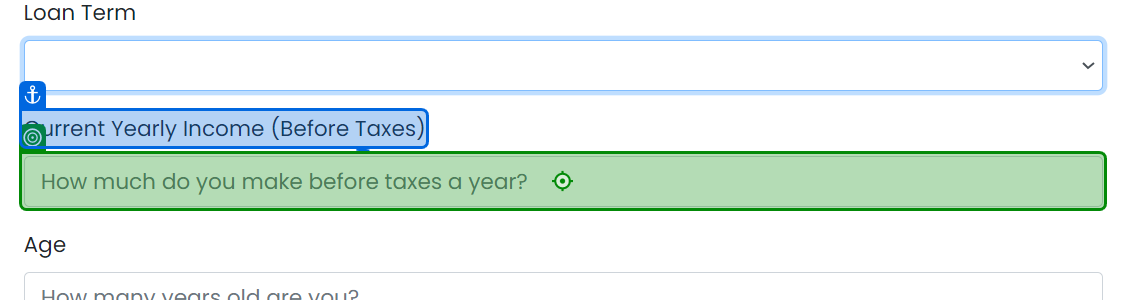 Loan Term
Current Yearly Income (Before Taxes)
How much do you make before taxes a year?
Age
How many years old are you?